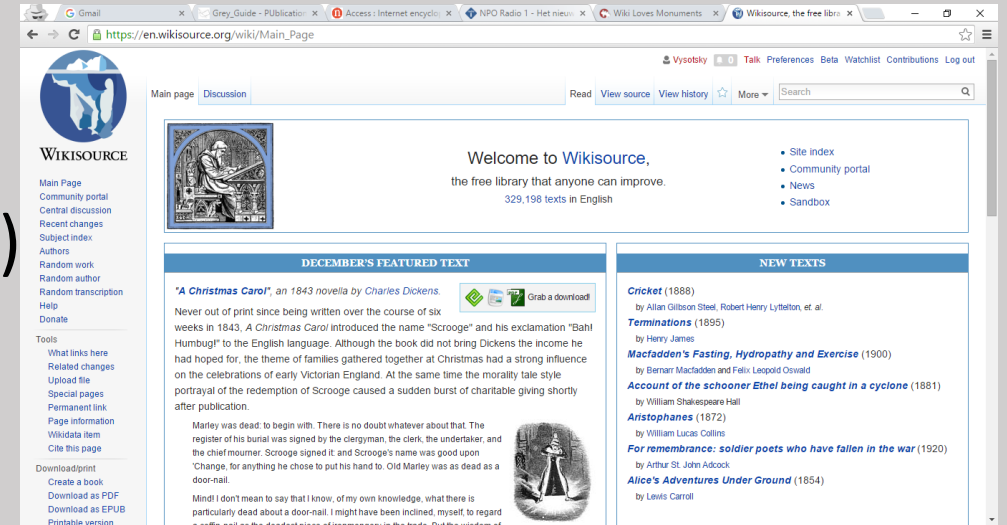 Gmail
Grey_Guide - PUblication
Access : Internet encyclop
NPO Radio 1 - Het nieuw
Wiki Loves Monuments
Wikisource, the free libra
https://en.wikisource.org/wiki/Main_Page
Vysotsky 0 Talk Preferences Beta Watchlist Contributions Log out
Main page Discussion Read View source View history More Search
WIKISOURCE
Main Page
Community portal
Central discussion
Recent changes
Subject index
Authors
Random work
Random author
Random transcription
Help
Donate
Tools
What links here
Related changes
Upload file
Special pages
Permanent link
Page information
Wikidata item
Cite this page
Download/print
Create a book
Download as PDF
Download as EPUB
Printable version
)
Welcome to Wikisource,
the free library that anyone can improve.
329,198 texts in English
• Site index
• Community portal
• News
• Sandbox
DECEMBER'S FEATURED TEXT
"A Christmas Carol", an 1843 novella by Charles Dickens.
Grab a download!
Never out of print since being written over the course of six
weeks in 1843, A Christmas Carol introduced the name "Scrooge" and his exclamation "Bah!
Humbug!" to the English language. Although the book did not bring Dickens the income he
had hoped for, the theme of families gathered together at Christmas had a strong influence
on the celebrations of early Victorian England. At the same time the morality tale style
portrayal of the redemption of Scrooge caused a sudden burst of charitable giving shortly
after publication.
Marley was dead: to begin with. There is no doubt whatever about that. The
register of his burial was signed by the clergyman, the clerk, the undertaker, and
the chief mourner. Scrooge signed it: and Scrooge's name was good upon
'Change, for anything he chose to put his hand to. Old Marley was as dead as a
door-nail.
Mind! I don't mean to say that I know, of my own knowledge, what there is
particularly dead about a door-nail. I might have been inclined, myself, to regard
a coffin-nail as the deadest piece of ironmongery in the trade. But the wisdom of
NEW TEXTS
Cricket (1888)
by Allan Gilbson Steel, Robert Henry Lyttelton, et. al.
Terminations (1895)
by Henry James
Macfadden's Fasting, Hydropathy and Exercise (1900)
by Bernarr Macfadden and Felix Leopold Oswald
Account of the schooner Ethel being caught in a cyclone (1881)
by William Shakespeare Hall
Aristophanes (1872)
by William Lucas Collins
For remembrance: soldier poets who have fallen in the war (1920)
by Arthur St. John Adcock
Alice's Adventures Under Ground (1854)
by Lewis Carroll